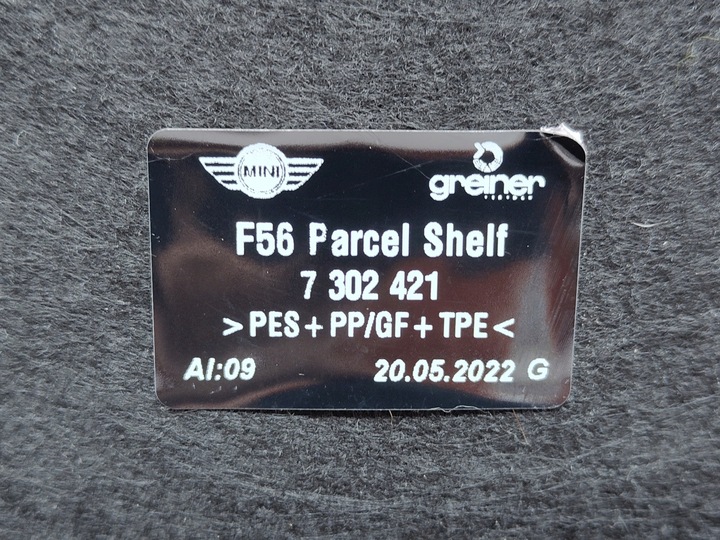 MINI
greiner
F56 Parcel Shelf
7 302 421
>PES+PP/GF+TPE<
AI:09 20.05.2022 G